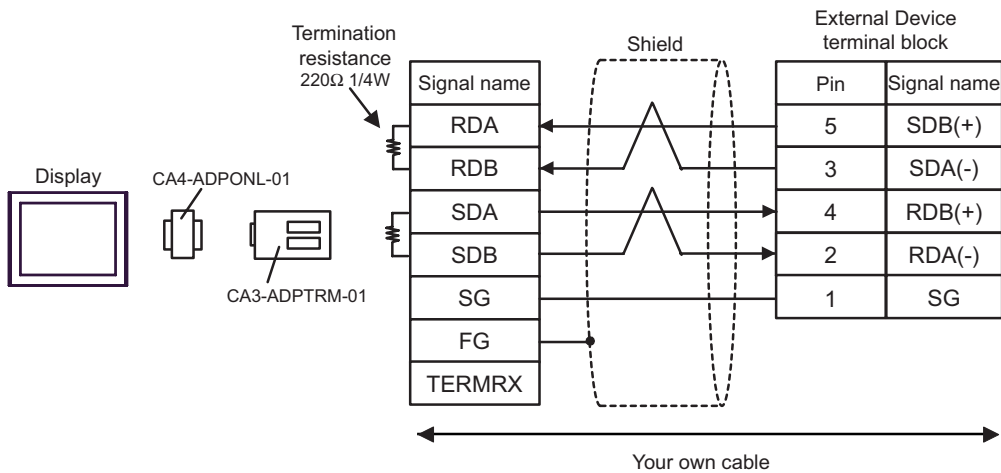 Termination
resistance
220Ω 1/4W
Shield
External Device
terminal block
Display
CA4-ADPONL-01
CA3-ADPTRM-01
Signal name
RDA
RDB
SDA
SDB
SG
FG
TERMRX
Pin Signal name
5 SDB(+)
3 SDA(-)
4 RDB(+)
2 RDA(-)
1 SG
Your own cable